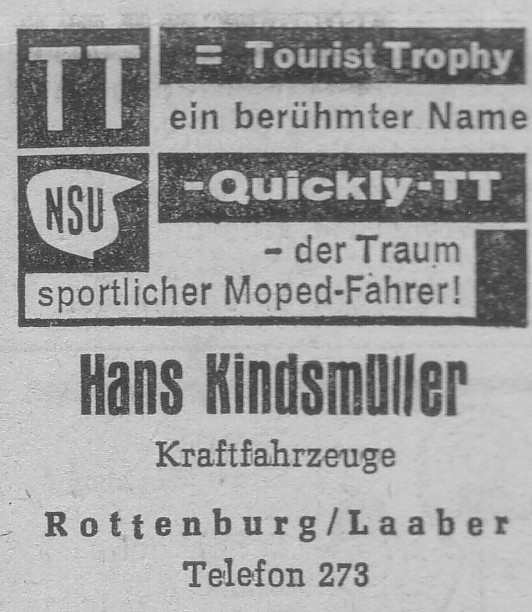 TT = Tourist Trophy
ein berühmter Name
NSU -Quickly-TT
- der Traum
sportlicher Moped-Fahrer!
Hans Kindsmüller
Kraftfahrzeuge
Rottenburg/Laaber
Telefon 273